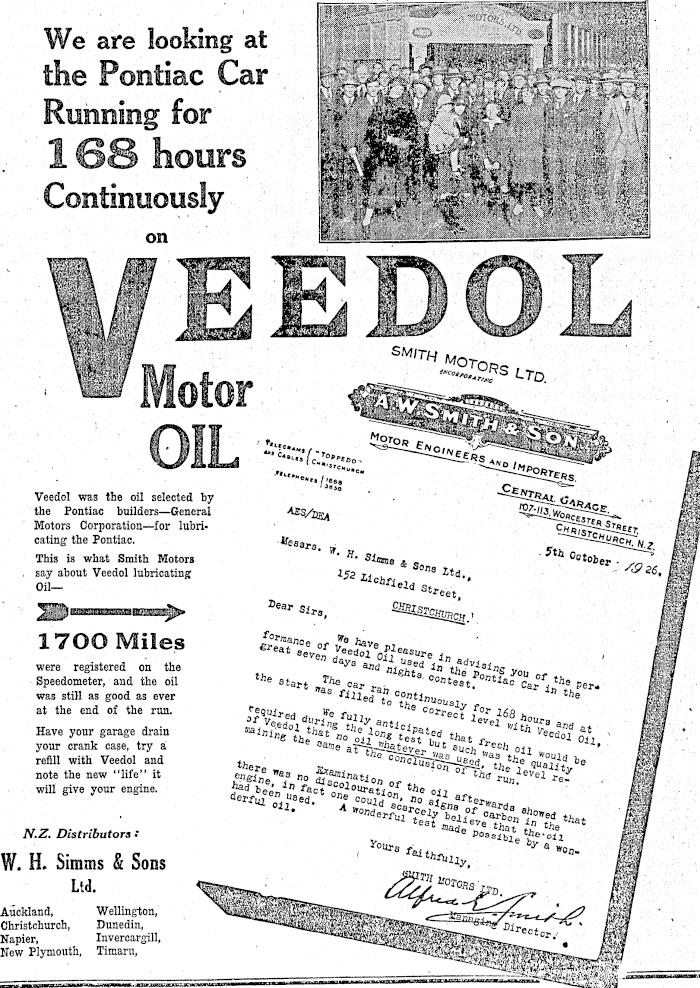 We are looking at
the Pontiac Car
Running for
168 hours
Continuously
on
MOTORS LTD
VEEDOL
Motor
OIL
Veedol was the oil selected by
the Pontiac builders—General
Motors Corporation—for lubri-
cating the Pontiac.
This is what Smith Motors
say about Veedol lubricating
Oil—
1700 Miles
were registered on the
Speedometer, and the oil
was still as good as ever
at the end of the run.
Have your garage drain
your crank case, try a
refill with Veedol and
note the new "life" it
will give your engine.
N.Z. Distributors:
W. H. Simms & Sons
Ltd.
Auckland, Wellington,
Christchurch, Dunedin,
Napier, Invercargill,
New Plymouth, Timaru,
SMITH MOTORS LTD.
INCORPORATING
A.W. SMITH & SON
MOTOR ENGINEERS AND IMPORTERS.
TELEGRAMS AND CABLES "TOPPEDO" CHRISTCHURCH
TELEPHONES 1668 3630
CENTRAL GARAGE.
107-113, WORCESTER STREET,
CHRISTCHURCH, N.Z.
AES/DEA
5th October 1926.
Messrs. W. H. Simms & Sons Ltd.,
152 Lichfield Street,
CHRISTCHURCH.
Dear Sirs,
We have pleasure in advising you of the per-
formance of Veedol Oil used in the Pontiac Car in the
great seven days and nights contest.
The car ran continuously for 168 hours and at
the start was filled to the correct level with Veedol Oil,
We fully anticipated that fresh oil would be
required during the long test but such was the quality
of Veedol that no oil whatever was used, the level re-
maining the same at the conclusion of the run.
Examination of the oil afterwards showed that
there was no discolouration, no signs of carbon in the
engine, in fact one could scarcely believe that the oil
had been used. A wonderful test made possible by a won-
derful oil.
Yours faithfully,
SMITH MOTORS LTD.
Alfred E Smith.
Managing Director.